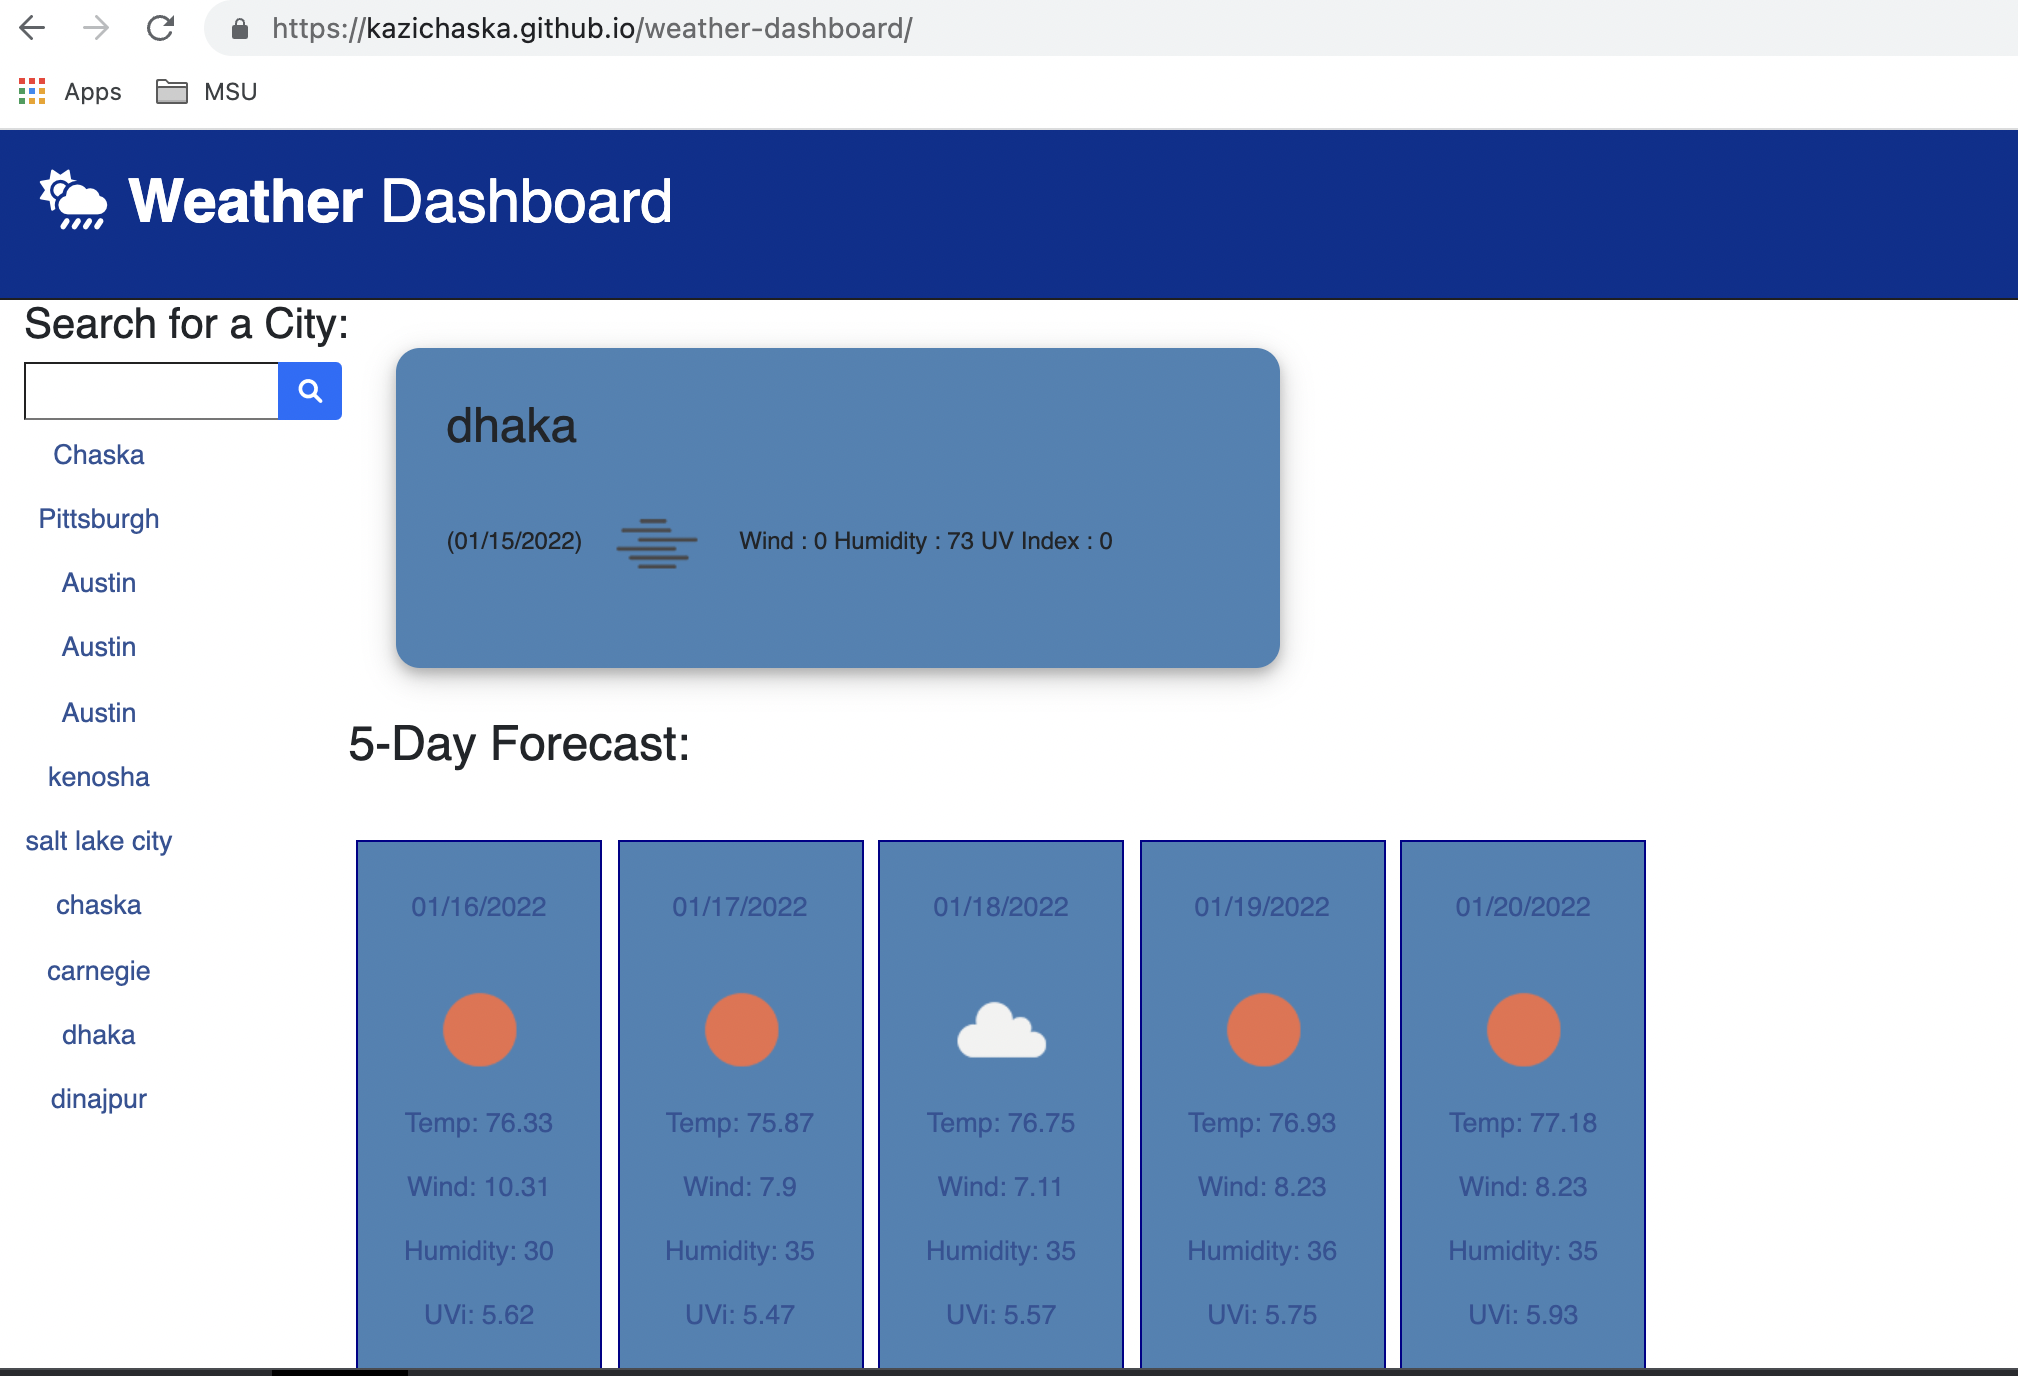 https://kazichaska.github.io/weather-dashboard/
Apps MSU
Weather Dashboard
Search for a City:
Chaska
Pittsburgh
Austin
Austin
Austin
kenosha
salt lake city
chaska
carnegie
dhaka
dinajpur
dhaka
(01/15/2022) Wind : 0 Humidity : 73 UV Index : 0
5-Day Forecast:
01/16/2022
Temp: 76.33
Wind: 10.31
Humidity: 30
UVi: 5.62
01/17/2022
Temp: 75.87
Wind: 7.9
Humidity: 35
UVi: 5.47
01/18/2022
Temp: 76.75
Wind: 7.11
Humidity: 35
UVi: 5.57
01/19/2022
Temp: 76.93
Wind: 8.23
Humidity: 36
UVi: 5.75
01/20/2022
Temp: 77.18
Wind: 8.23
Humidity: 35
UVi: 5.93